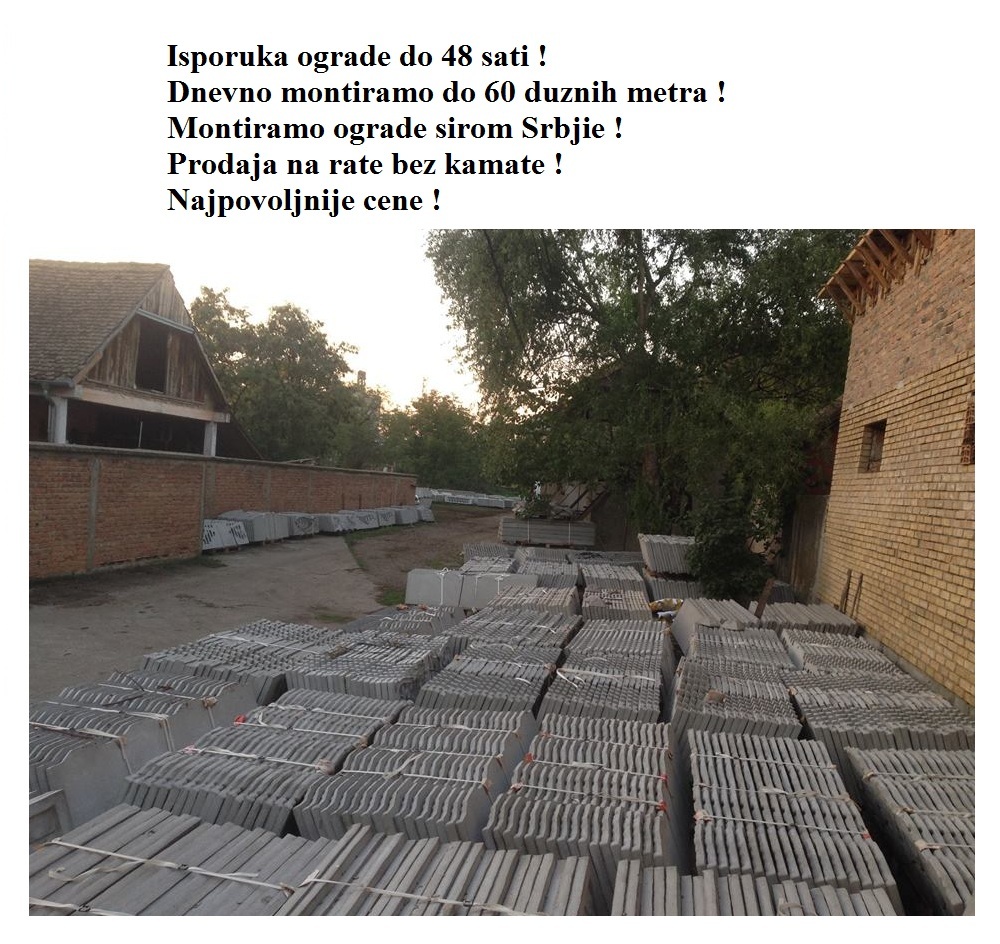 Isporuka ograde do 48 sati !
Dnevno montiramo do 60 duznih metra !
Montiramo ograde sirom Srbjie !
Prodaja na rate bez kamate !
Najpovoljnije cene !